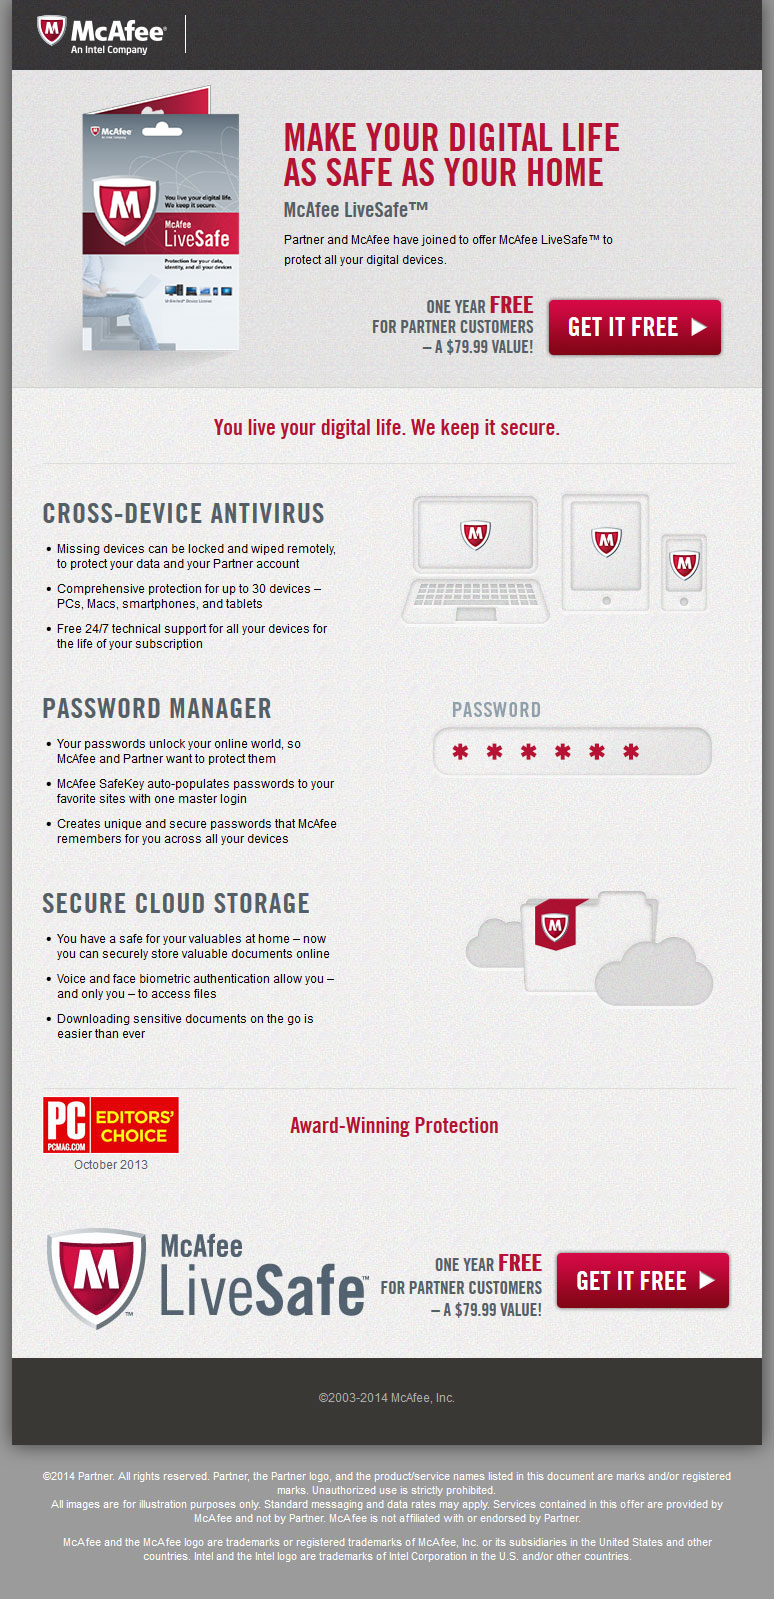 McAfee®
An Intel Company
McAfee
You live your digital life.
We keep it secure.
McAfee
LiveSafe
Protection for your data,
identity, and all your devices
MAKE YOUR DIGITAL LIFE
AS SAFE AS YOUR HOME
McAfee LiveSafe™
Partner and McAfee have joined to offer McAfee LiveSafe™ to
protect all your digital devices.
ONE YEAR FREE
FOR PARTNER CUSTOMERS
– A $79.99 VALUE!
GET IT FREE
You live your digital life. We keep it secure.
CROSS-DEVICE ANTIVIRUS
• Missing devices can be locked and wiped remotely,
to protect your data and your Partner account
• Comprehensive protection for up to 30 devices –
PCs, Macs, smartphones, and tablets
• Free 24/7 technical support for all your devices for
the life of your subscription
PASSWORD MANAGER
• Your passwords unlock your online world, so
McAfee and Partner want to protect them
• McAfee SafeKey auto-populates passwords to your
favorite sites with one master login
• Creates unique and secure passwords that McAfee
remembers for you across all your devices
PASSWORD
* * * * * *
SECURE CLOUD STORAGE
• You have a safe for your valuables at home – now
you can securely store valuable documents online
• Voice and face biometric authentication allow you –
and only you – to access files
• Downloading sensitive documents on the go is
easier than ever
PC
PCMAG.COM
EDITORS'
CHOICE
October 2013
Award-Winning Protection
McAfee
LiveSafe™
ONE YEAR FREE
FOR PARTNER CUSTOMERS
– A $79.99 VALUE!
GET IT FREE
©2003-2014 McAfee, Inc.
©2014 Partner. All rights reserved. Partner, the Partner logo, and the product/service names listed in this document are marks and/or registered
marks. Unauthorized use is strictly prohibited.
All images are for illustration purposes only. Standard messaging and data rates may apply. Services contained in this offer are provided by
McAfee and not by Partner. McAfee is not affiliated with or endorsed by Partner.
McAfee and the McAfee logo are trademarks or registered trademarks of McAfee, Inc. or its subsidiaries in the United States and other
countries. Intel and the Intel logo are trademarks of Intel Corporation in the U.S. and/or other countries.